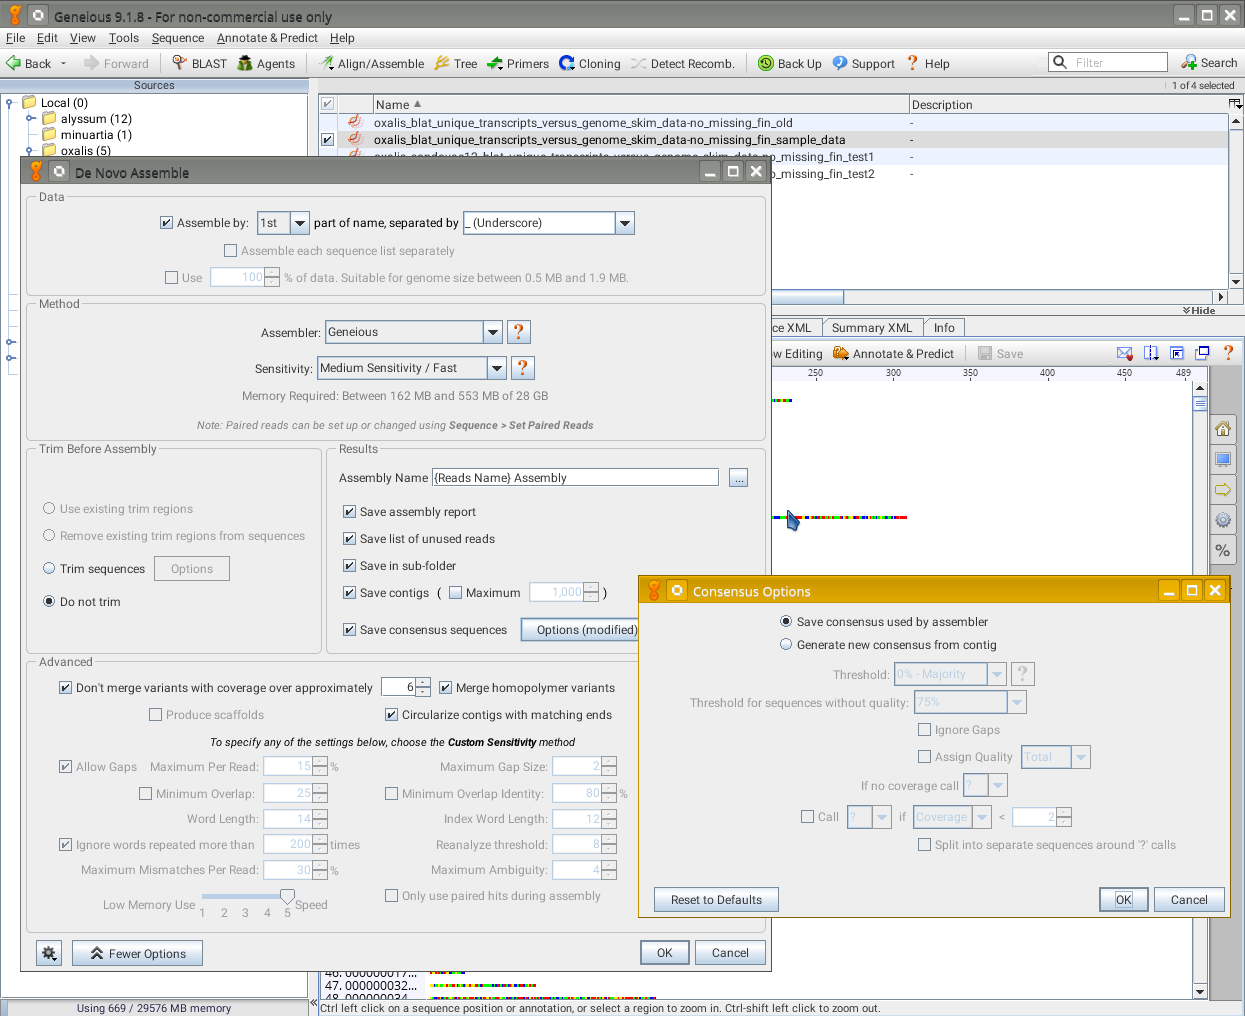 Geneious 9.1.8 - For non-commercial use only
File Edit View Tools Sequence Annotate & Predict Help
Back Forward BLAST Agents Align/Assemble Tree Primers Cloning Detect Recomb. Back Up Support Help Filter Search
Sources
1 of 4 selected
Local (0)
alyssum (12)
minuartia (1)
oxalis (5)
Name Description
oxalis_blat_unique_transcripts_versus_genome_skim_data-no_missing_fin_old -
oxalis_blat_unique_transcripts_versus_genome_skim_data-no_missing_fin_sample_data -
no_missing_fin_test1 -
o_missing_fin_test2 -
Hide
ce XML Summary XML Info
w Editing Annotate & Predict Save
250 300 350 400 450 489
De Novo Assemble
Data
Assemble by: 1st part of name, separated by _ (Underscore)
Assemble each sequence list separately
Use 100 % of data. Suitable for genome size between 0.5 MB and 1.9 MB.
Method
Assembler: Geneious ?
Sensitivity: Medium Sensitivity / Fast ?
Memory Required: Between 162 MB and 553 MB of 28 GB
Note: Paired reads can be set up or changed using Sequence > Set Paired Reads
Trim Before Assembly
Use existing trim regions
Remove existing trim regions from sequences
Trim sequences Options
Do not trim
Results
Assembly Name {Reads Name} Assembly ...
Save assembly report
Save list of unused reads
Save in sub-folder
Save contigs ( Maximum 1,000 )
Save consensus sequences Options (modified)
Advanced
Don't merge variants with coverage over approximately 6 Merge homopolymer variants
Produce scaffolds Circularize contigs with matching ends
To specify any of the settings below, choose the Custom Sensitivity method
Allow Gaps Maximum Per Read: 15 % Maximum Gap Size: 2
Minimum Overlap: 25 Minimum Overlap Identity: 80 %
Word Length: 14 Index Word Length: 12
Ignore words repeated more than 200 times Reanalyze threshold: 8
Maximum Mismatches Per Read: 30 % Maximum Ambiguity: 4
Low Memory Use 1 2 3 4 5 Speed Only use paired hits during assembly
Fewer Options OK Cancel
Consensus Options
Save consensus used by assembler
Generate new consensus from contig
Threshold: 0% - Majority ?
Threshold for sequences without quality: 75%
Ignore Gaps
Assign Quality Total
If no coverage call ?
Call ? if Coverage < 2
Split into separate sequences around '?' calls
Reset to Defaults OK Cancel
%
46. 000000017...
47. 000000032...
48. 000000034...
Using 669 / 29576 MB memory
Ctrl left click on a sequence position or annotation, or select a region to zoom in. Ctrl-shift left click to zoom out.